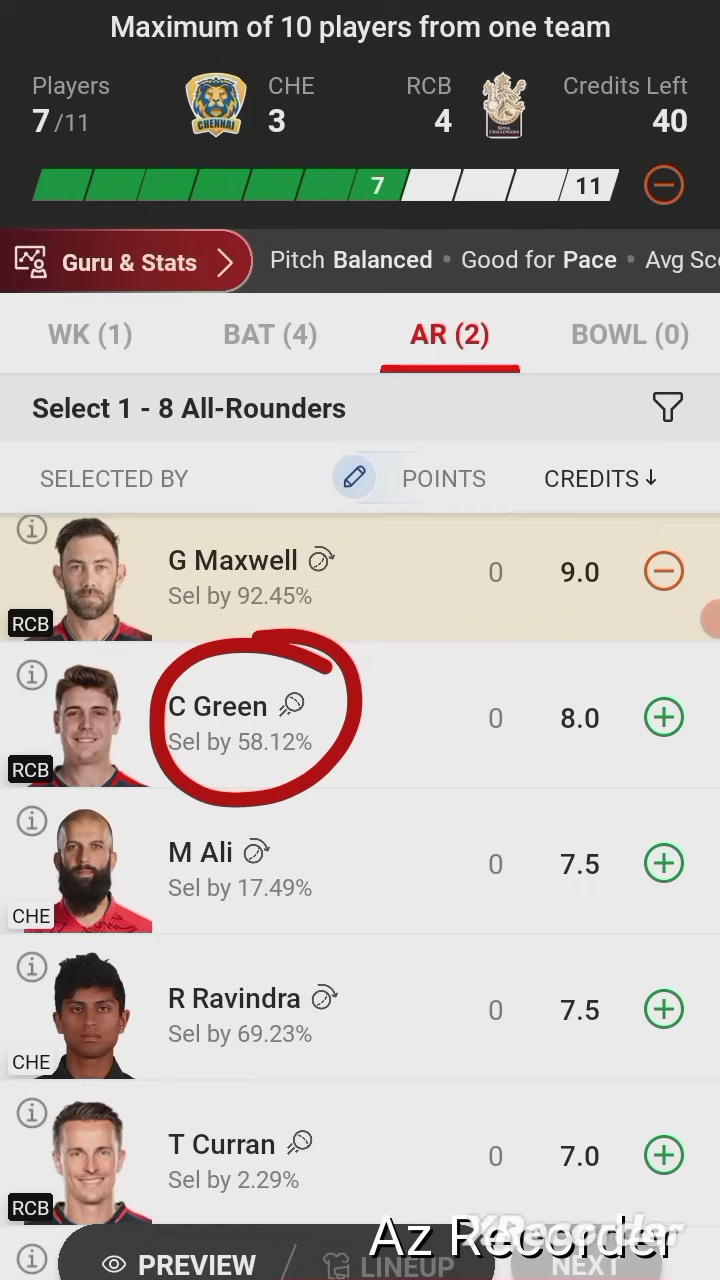 Maximum of 10 players from one team
Players CHE RCB Credits Left
7/11 3 4 40
CHENNAI
7 11
Guru & Stats Pitch Balanced • Good for Pace • Avg Sc
WK (1) BAT (4) AR (2) BOWL (0)
Select 1 - 8 All-Rounders
SELECTED BY POINTS CREDITS ↓
G Maxwell 0 9.0
Sel by 92.45%
RCB
C Green 0 8.0
Sel by 58.12%
RCB
M Ali 0 7.5
Sel by 17.49%
CHE
R Ravindra 0 7.5
Sel by 69.23%
CHE
T Curran 0 7.0
Sel by 2.29%
RCB
Az Recorder
XRecorder
PREVIEW / LINEUP NEXT